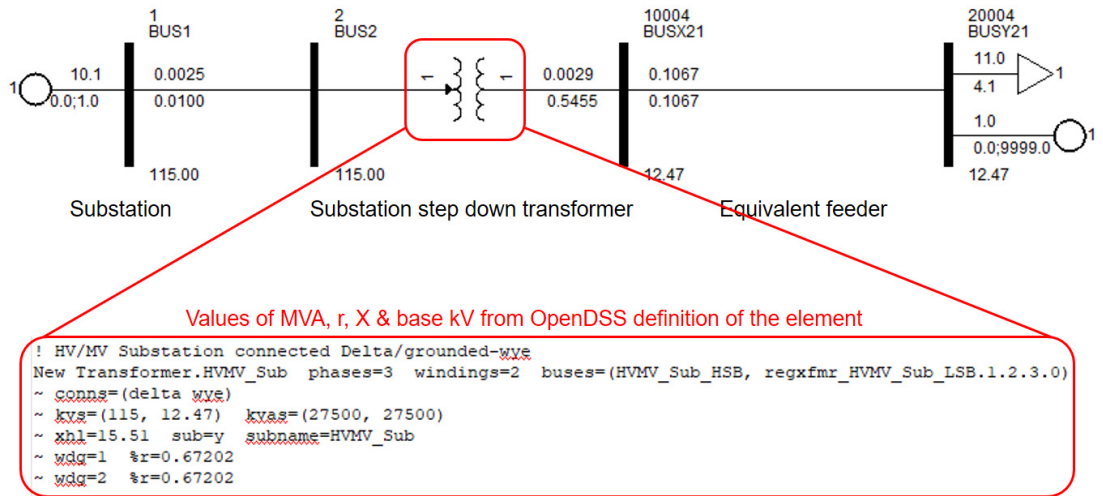 1
BUS1
2
BUS2
10004
BUSX21
20004
BUSY21
1
10.1
0.0;1.0
0.0025
0.0100
1
1
0.0029
0.5455
0.1067
0.1067
11.0
4.1
1
1.0
0.0;9999.0
1
115.00
115.00
12.47
12.47
Substation
Substation step down transformer
Equivalent feeder
Values of MVA, r, X & base kV from OpenDSS definition of the element
! HV/MV Substation connected Delta/grounded-wye
New Transformer.HVMV_Sub phases=3 windings=2 buses=(HVMV_Sub_HSB, regxfmr_HVMV_Sub_LSB.1.2.3.0)
~ conns=(delta wye)
~ kvs=(115, 12.47) kvas=(27500, 27500)
~ xhl=15.51 sub=y subname=HVMV_Sub
~ wdg=1 %r=0.67202
~ wdg=2 %r=0.67202